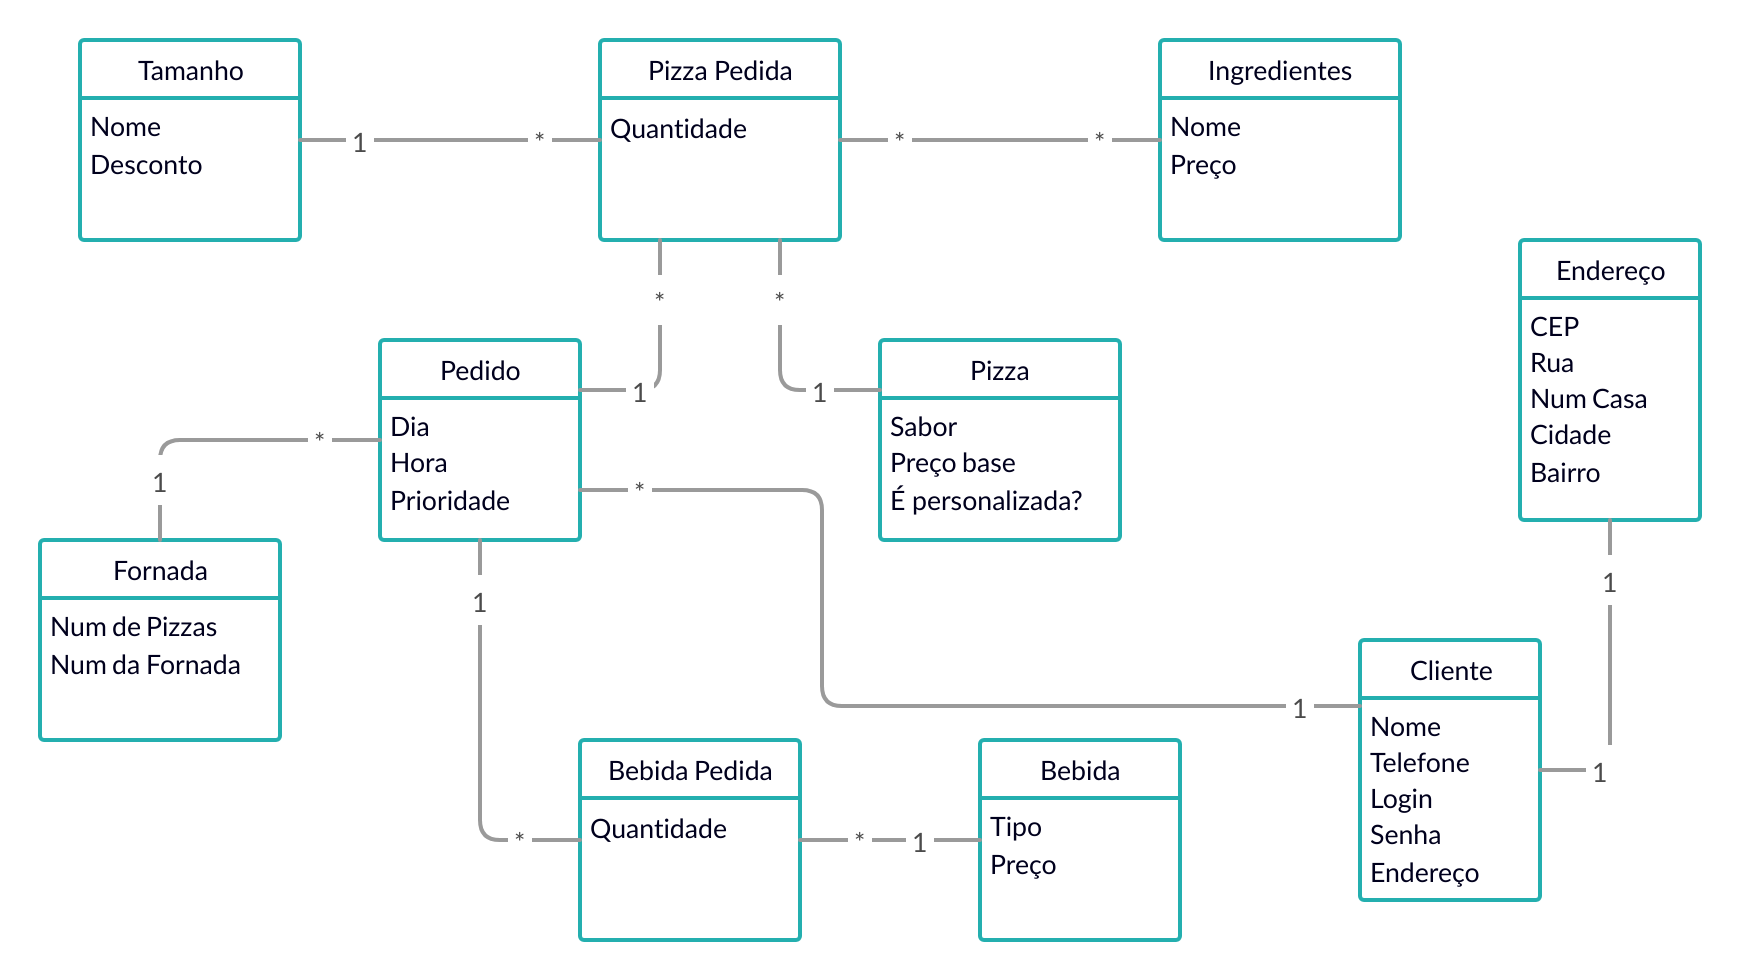 Tamanho
Nome
Desconto
1
*
Pizza Pedida
Quantidade
*
*
Ingredientes
Nome
Preço
*
*
1
1
Pedido
Dia
Hora
Prioridade
Pizza
Sabor
Preço base
É personalizada?
Endereço
CEP
Rua
Num Casa
Cidade
Bairro
*
1
*
1
1
1
1
Fornada
Num de Pizzas
Num da Fornada
Cliente
Nome
Telefone
Login
Senha
Endereço
*
Bebida Pedida
Quantidade
*
1
Bebida
Tipo
Preço